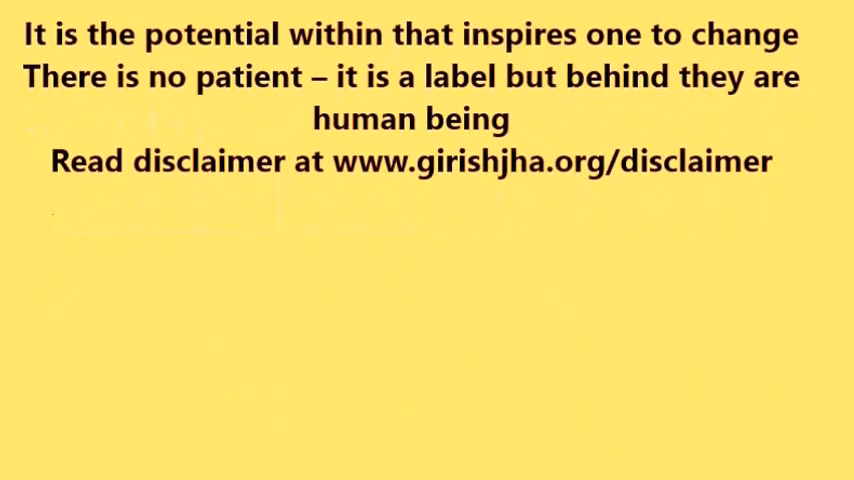 It is the potential within that inspires one to change
There is no patient – it is a label but behind they are
human being
Read disclaimer at www.girishjha.org/disclaimer